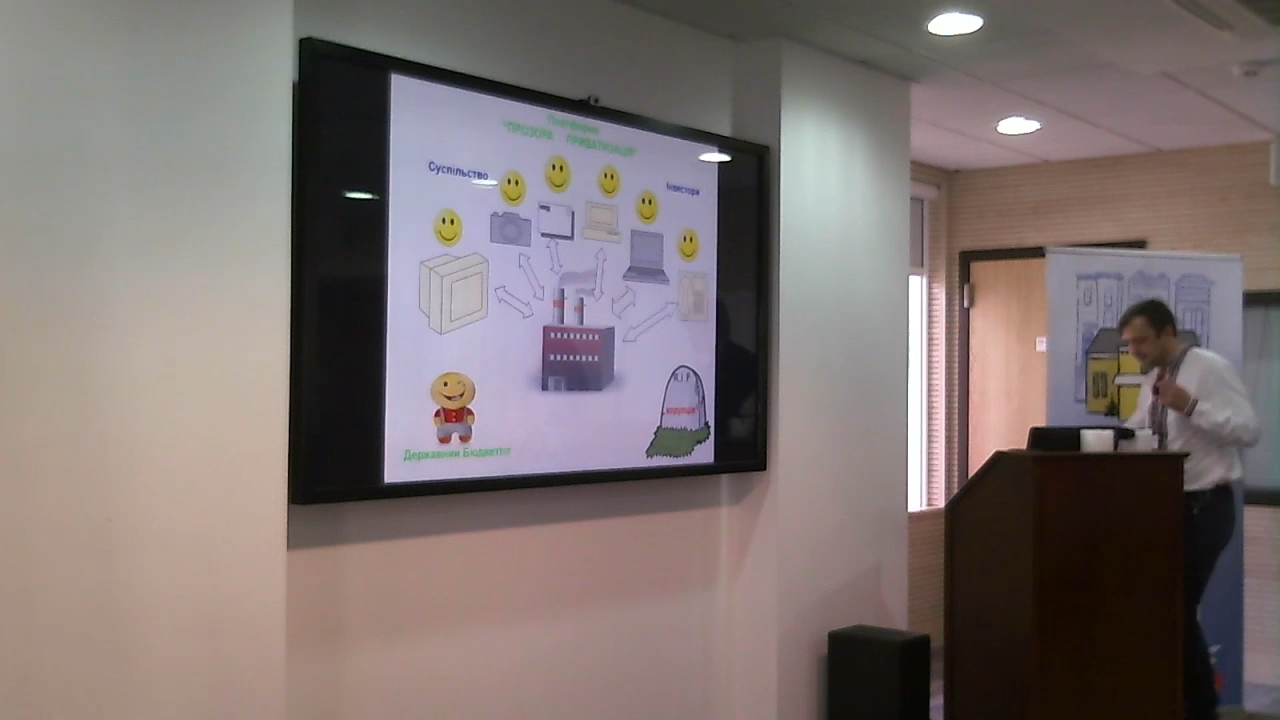 Платформа
"ПРОЗОРА ПРИВАТИЗАЦІЯ"
Суспільство
Інвестори
R.I.P
корупція
Державний Бюджет